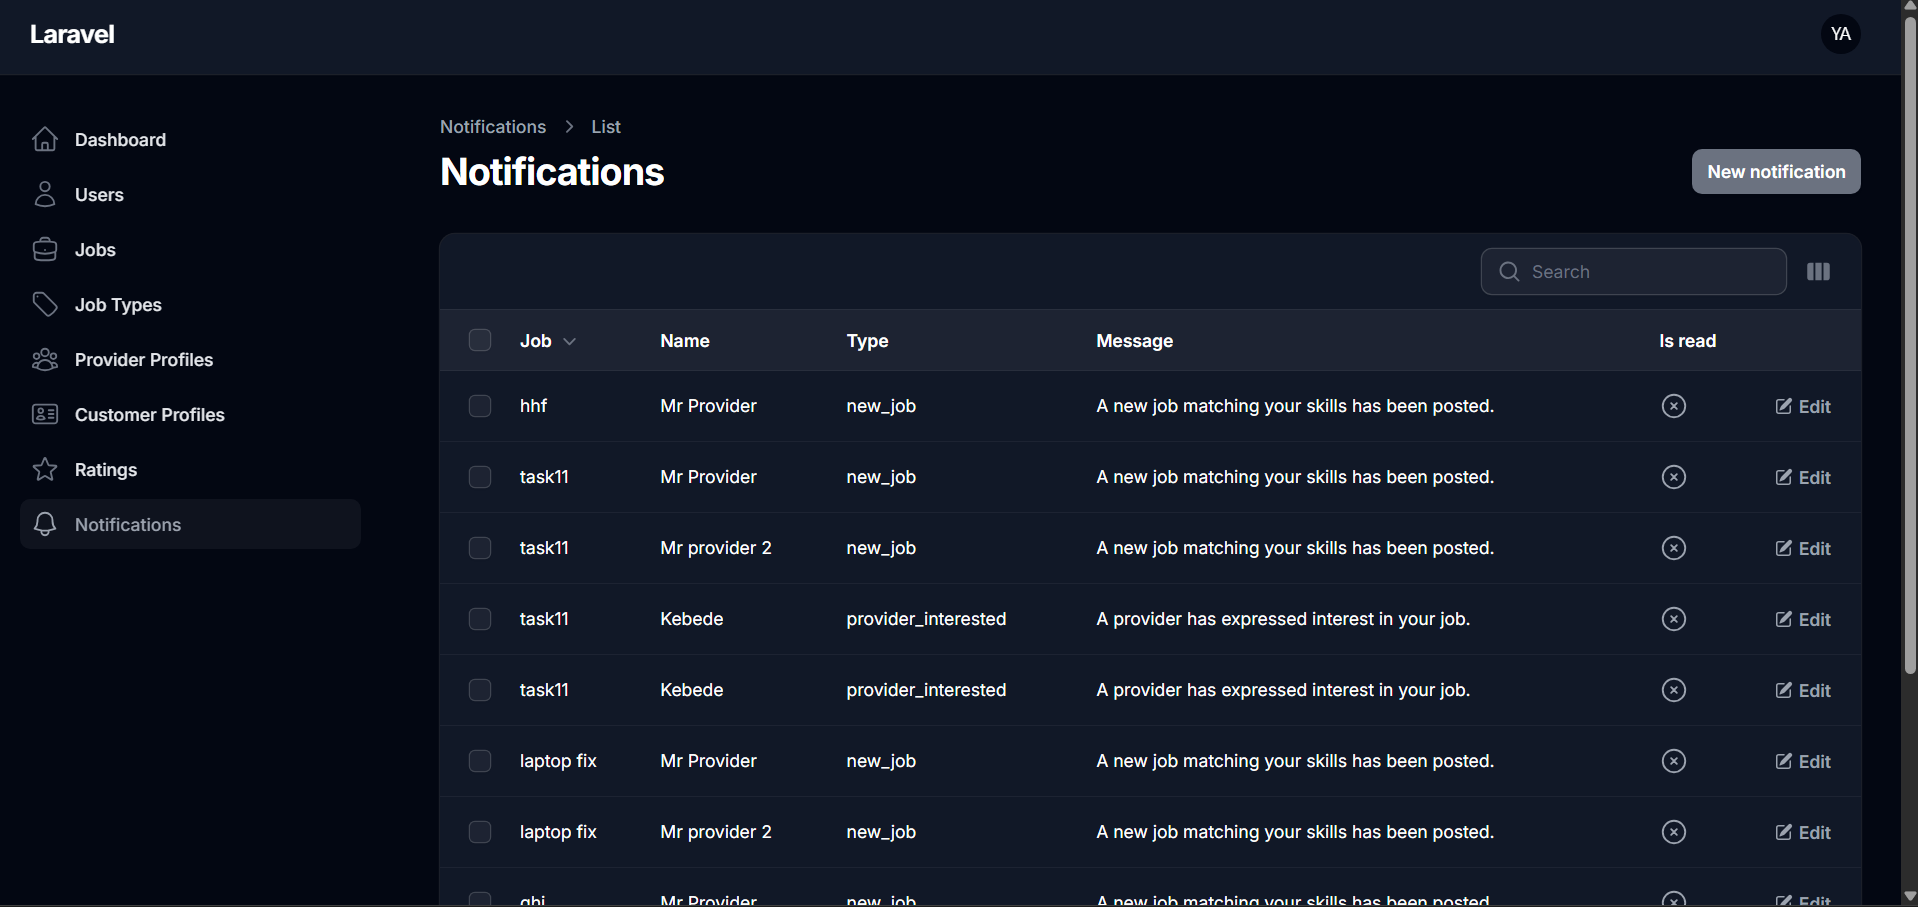 Laravel
YA
Dashboard
Users
Jobs
Job Types
Provider Profiles
Customer Profiles
Ratings
Notifications
Notifications > List
Notifications
New notification
Search
Job Name Type Message Is read
hhf Mr Provider new_job A new job matching your skills has been posted. Edit
task11 Mr Provider new_job A new job matching your skills has been posted. Edit
task11 Mr provider 2 new_job A new job matching your skills has been posted. Edit
task11 Kebede provider_interested A provider has expressed interest in your job. Edit
task11 Kebede provider_interested A provider has expressed interest in your job. Edit
laptop fix Mr Provider new_job A new job matching your skills has been posted. Edit
laptop fix Mr provider 2 new_job A new job matching your skills has been posted. Edit
Mr Provider new_job A new job matching your skills has been posted. Edit